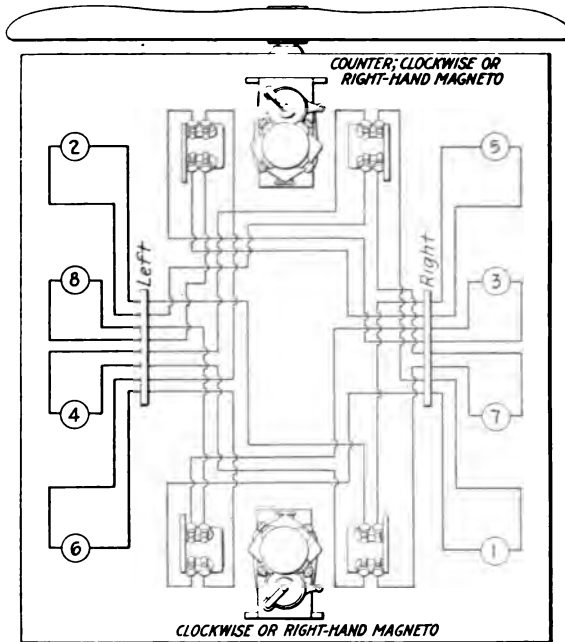 COUNTER; CLOCKWISE OR
RIGHT-HAND MAGNETO
2
5
Left
Right
8
3
4
7
6
1
CLOCKWISE OR RIGHT-HAND MAGNETO